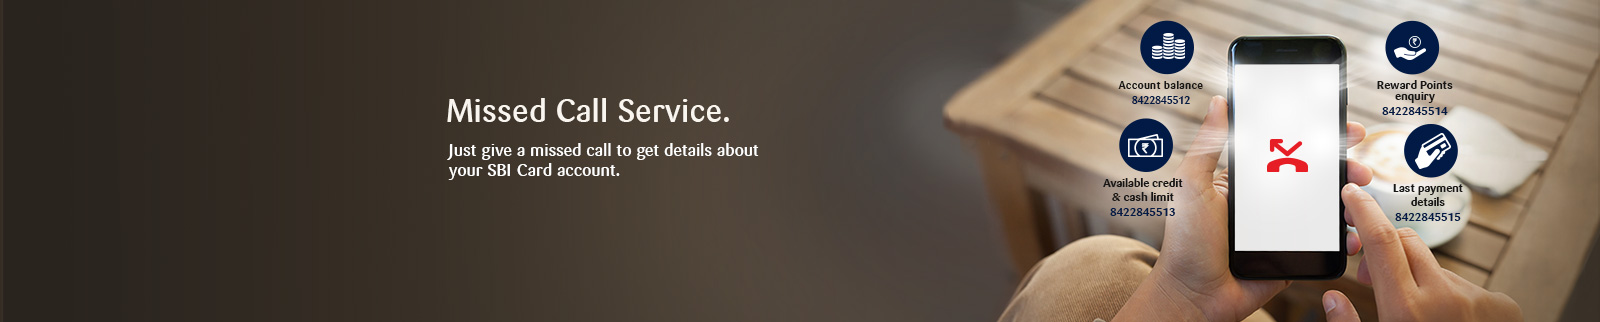 Missed Call Service.
Just give a missed call to get details about
your SBI Card account.
Account balance
8422845512
Available credit
& cash limit
8422845513
Reward Points
enquiry
8422845514
Last payment
details
8422845515